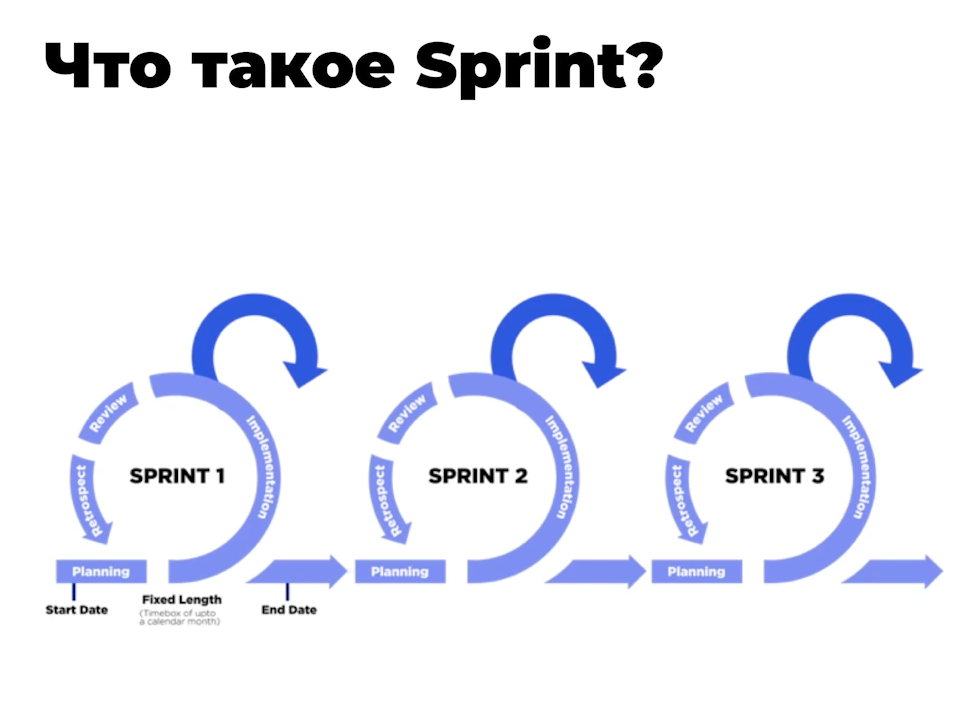 Что такое Sprint?
Review
Implementation
Retrospect
SPRINT 1
Planning
Start Date
Fixed Length
(Timebox of upto
a calendar month)
End Date
Review
Implementation
Retrospect
SPRINT 2
Planning
Review
Implementation
Retrospect
SPRINT 3
Planning